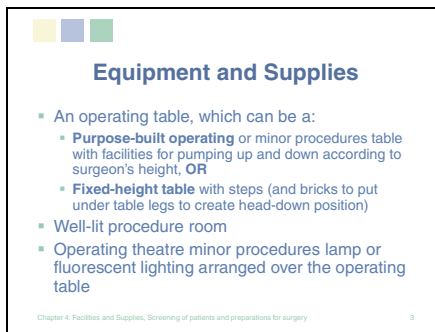 Equipment and Supplies
▪ An operating table, which can be a:
▪ Purpose-built operating or minor procedures table
with facilities for pumping up and down according to
surgeon's height, OR
▪ Fixed-height table with steps (and bricks to put
under table legs to create head-down position)
▪ Well-lit procedure room
▪ Operating theatre minor procedures lamp or
fluorescent lighting arranged over the operating
table
Chapter 4: Facilities and Supplies, Screening of patients and preparations for surgery 3